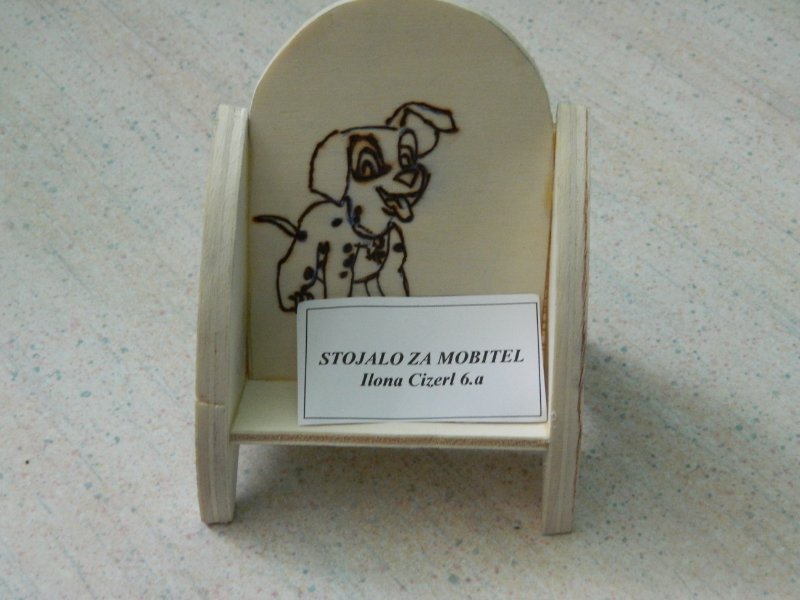 STOJALO ZA MOBITEL
Ilona Cizerl 6.a